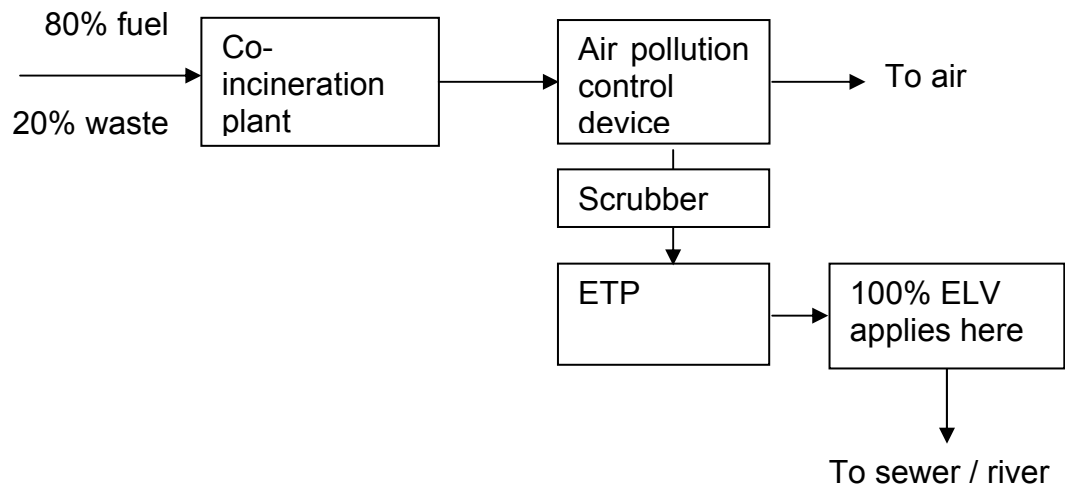 80% fuel
20% waste
Co-
incineration
plant
Air pollution
control
device
To air
Scrubber
ETP
100% ELV
applies here
To sewer / river